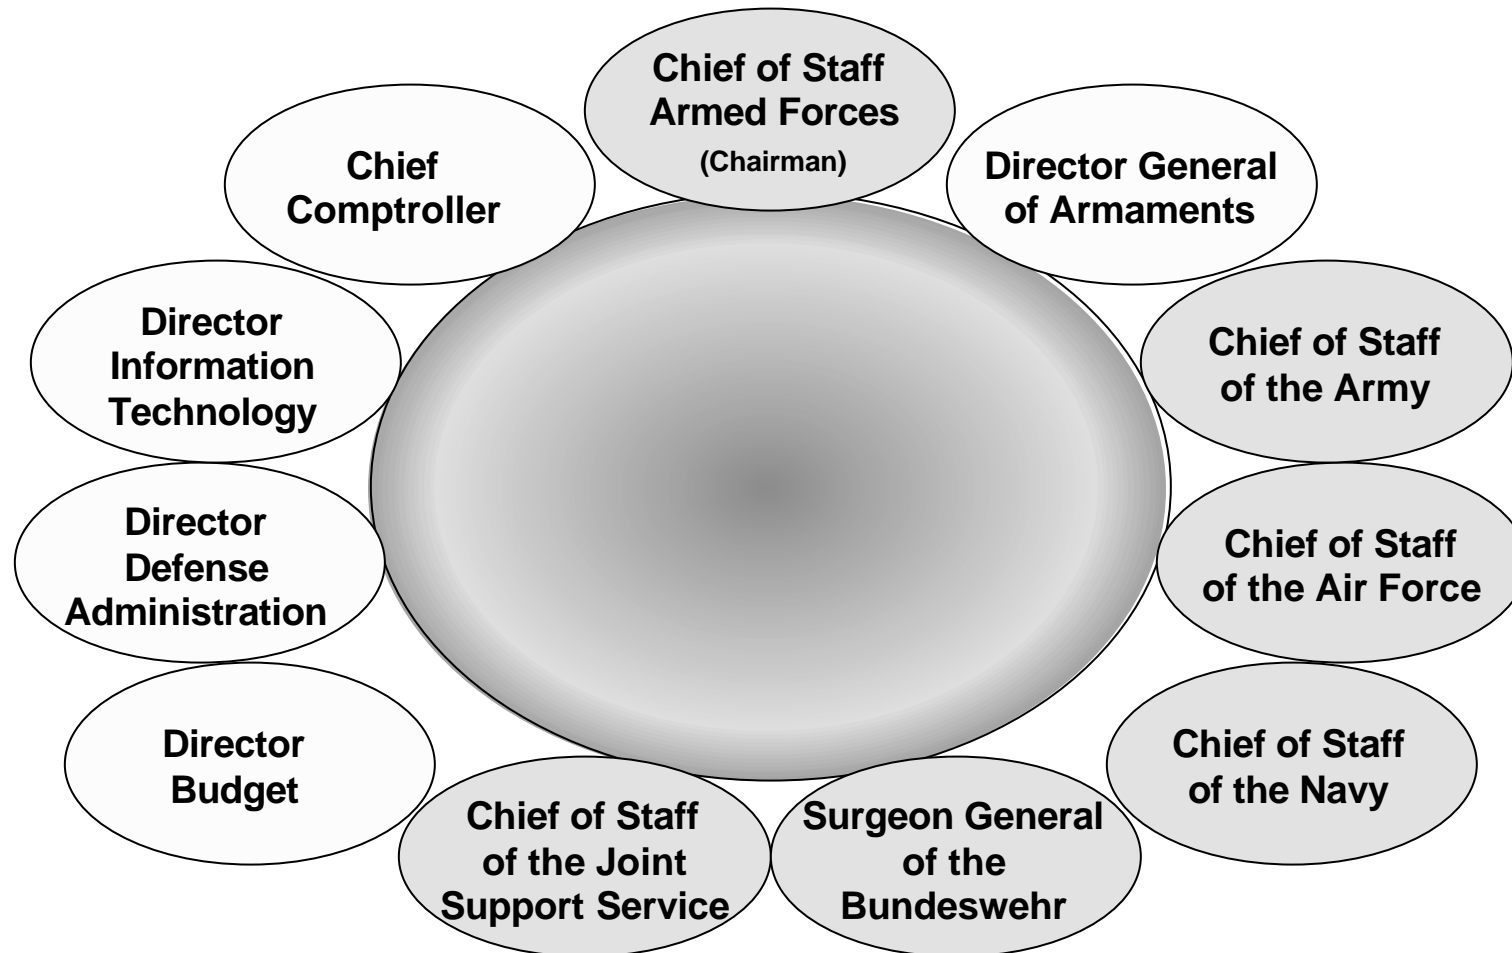 Chief of Staff
Armed Forces
(Chairman)
Chief
Comptroller
Director General
of Armaments
Director
Information
Technology
Chief of Staff
of the Army
Director
Defense
Administration
Chief of Staff
of the Air Force
Director
Budget
Chief of Staff
of the Navy
Chief of Staff
of the Joint
Support Service
Surgeon General
of the
Bundeswehr